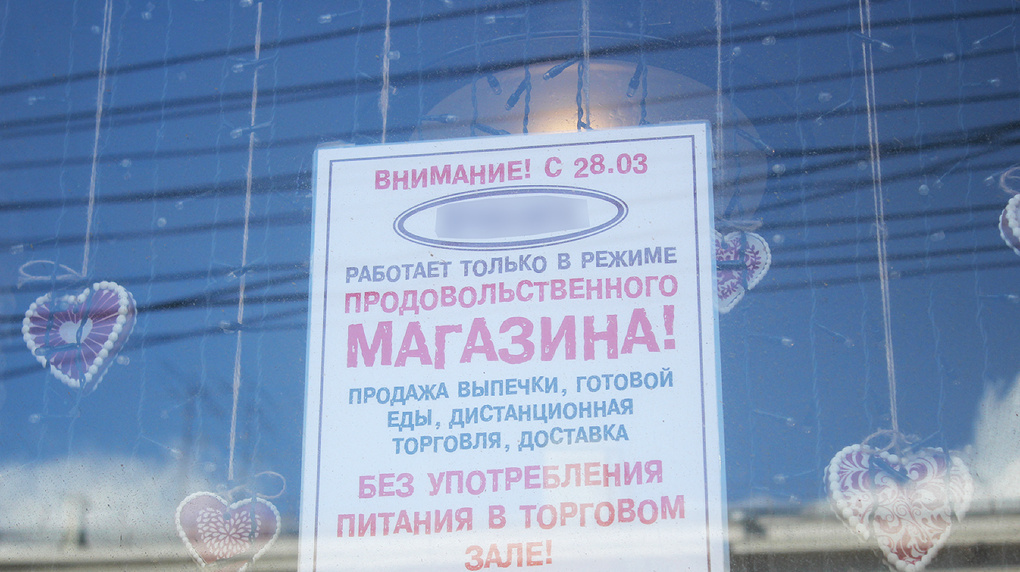 ВНИМАНИЕ! С 28.03
РАБОТАЕТ ТОЛЬКО В РЕЖИМЕ
ПРОДОВОЛЬСТВЕННОГО
МАГАЗИНА!
ПРОДАЖА ВЫПЕЧКИ, ГОТОВОЙ
ЕДЫ, ДИСТАНЦИОННАЯ
ТОРГОВЛЯ, ДОСТАВКА
БЕЗ УПОТРЕБЛЕНИЯ
ПИТАНИЯ В ТОРГОВОМ
ЗАЛЕ!